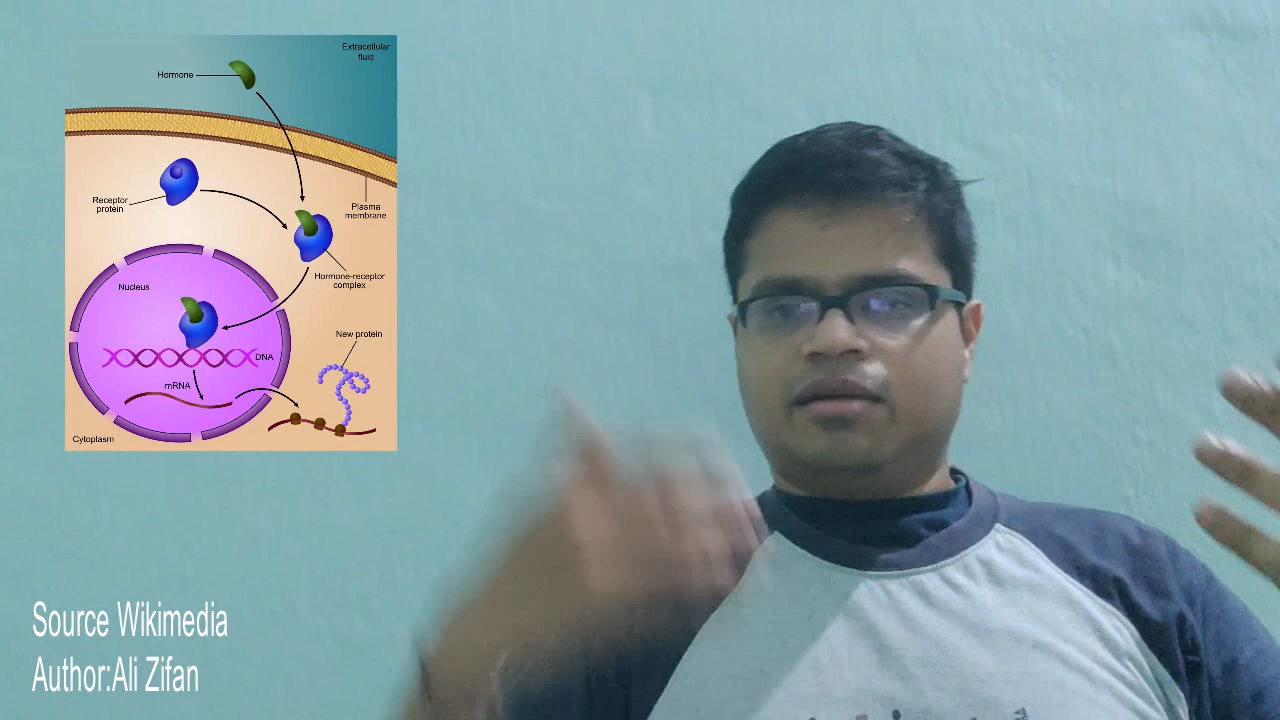 Extracellular
fluid
Hormone
Receptor
protein
Plasma
membrane
Hormone-receptor
complex
Nucleus
New protein
DNA
mRNA
Cytoplasm
Source Wikimedia
Author:Ali Zifan